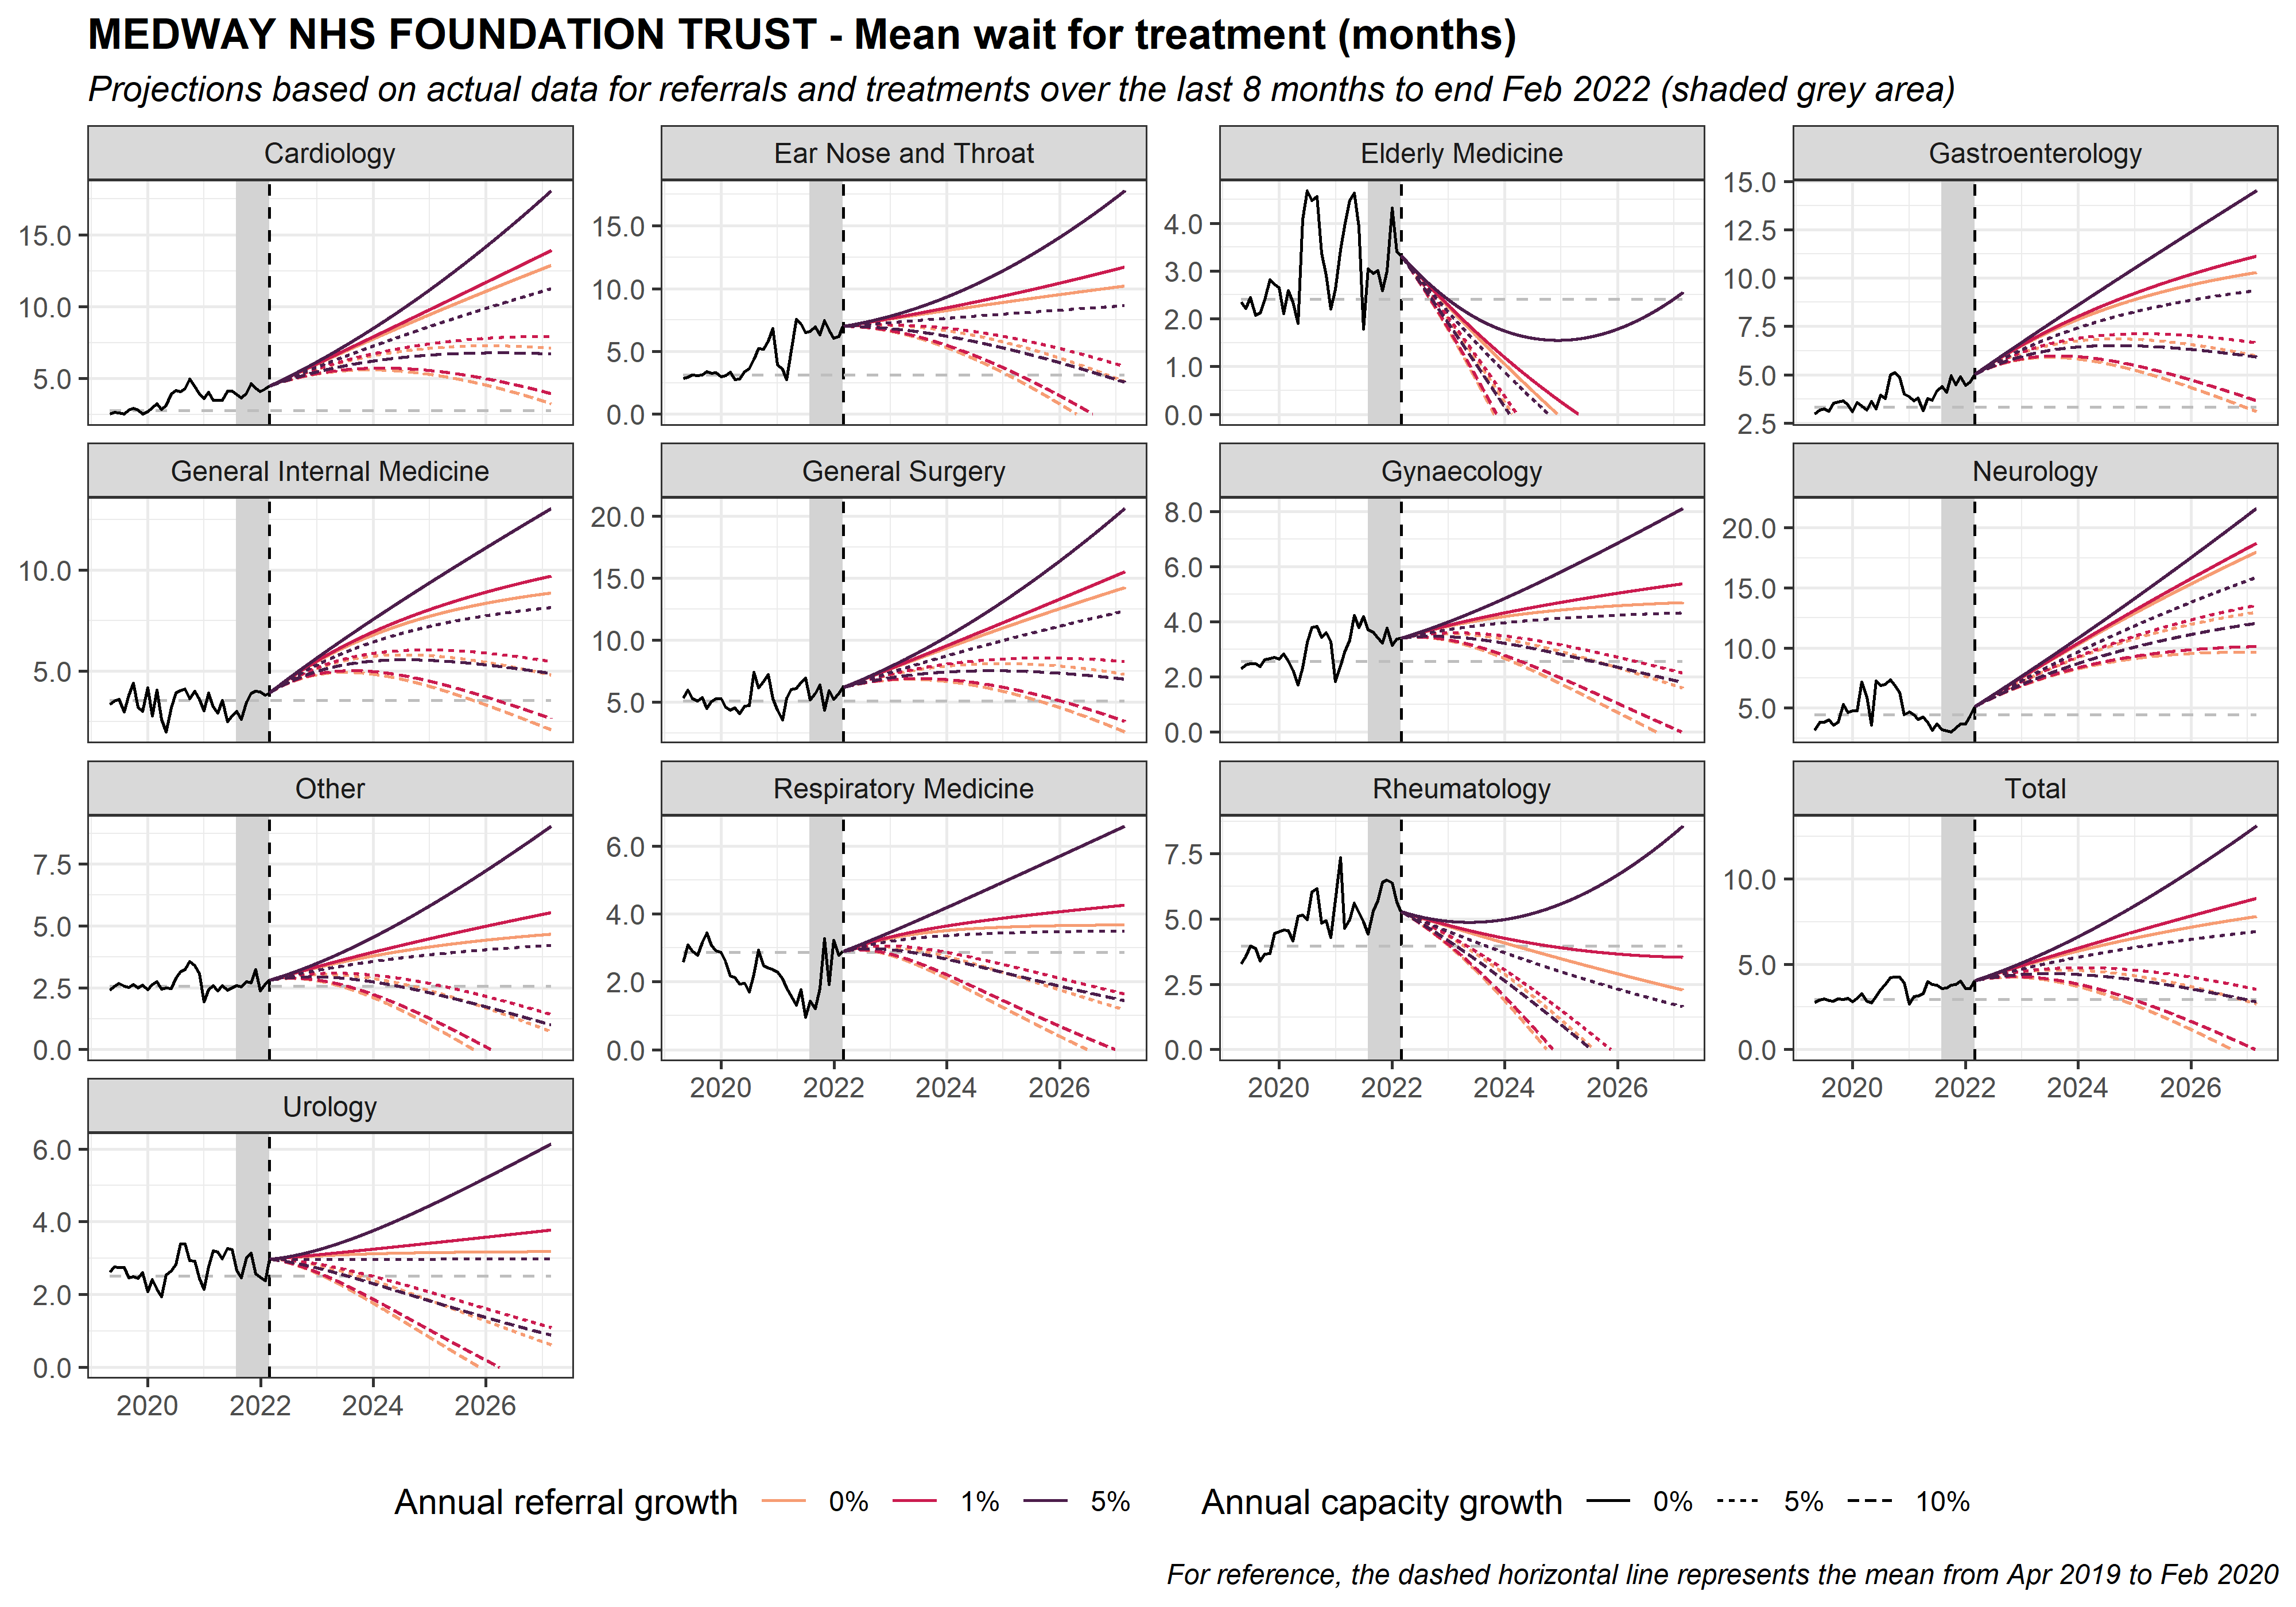 MEDWAY NHS FOUNDATION TRUST - Mean wait for treatment (months)
Projections based on actual data for referrals and treatments over the last 8 months to end Feb 2022 (shaded grey area)
Cardiology
15.0
10.0
5.0
Ear Nose and Throat
15.0
10.0
5.0
0.0
Elderly Medicine
4.0
3.0
2.0
1.0
0.0
Gastroenterology
15.0
12.5
10.0
7.5
5.0
2.5
General Internal Medicine
10.0
5.0
General Surgery
20.0
15.0
10.0
5.0
Gynaecology
8.0
6.0
4.0
2.0
0.0
Neurology
20.0
15.0
10.0
5.0
Other
7.5
5.0
2.5
0.0
Respiratory Medicine
6.0
4.0
2.0
0.0
2020 2022 2024 2026
Rheumatology
7.5
5.0
2.5
0.0
2020 2022 2024 2026
Total
10.0
5.0
0.0
2020 2022 2024 2026
Urology
6.0
4.0
2.0
0.0
2020 2022 2024 2026
Annual referral growth 0% 1% 5% Annual capacity growth 0% 5% 10%
For reference, the dashed horizontal line represents the mean from Apr 2019 to Feb 2020